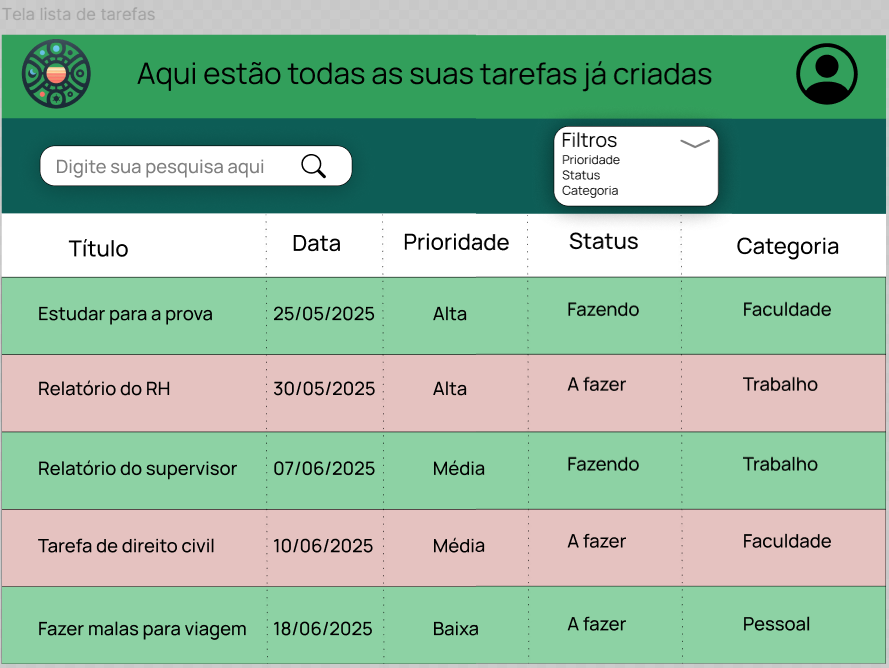 Tela lista de tarefas
Aqui estão todas as suas tarefas já criadas
Digite sua pesquisa aqui
Filtros
Prioridade
Status
Categoria
Título Data Prioridade Status Categoria
Estudar para a prova 25/05/2025 Alta Fazendo Faculdade
Relatório do RH 30/05/2025 Alta A fazer Trabalho
Relatório do supervisor 07/06/2025 Média Fazendo Trabalho
Tarefa de direito civil 10/06/2025 Média A fazer Faculdade
Fazer malas para viagem 18/06/2025 Baixa A fazer Pessoal